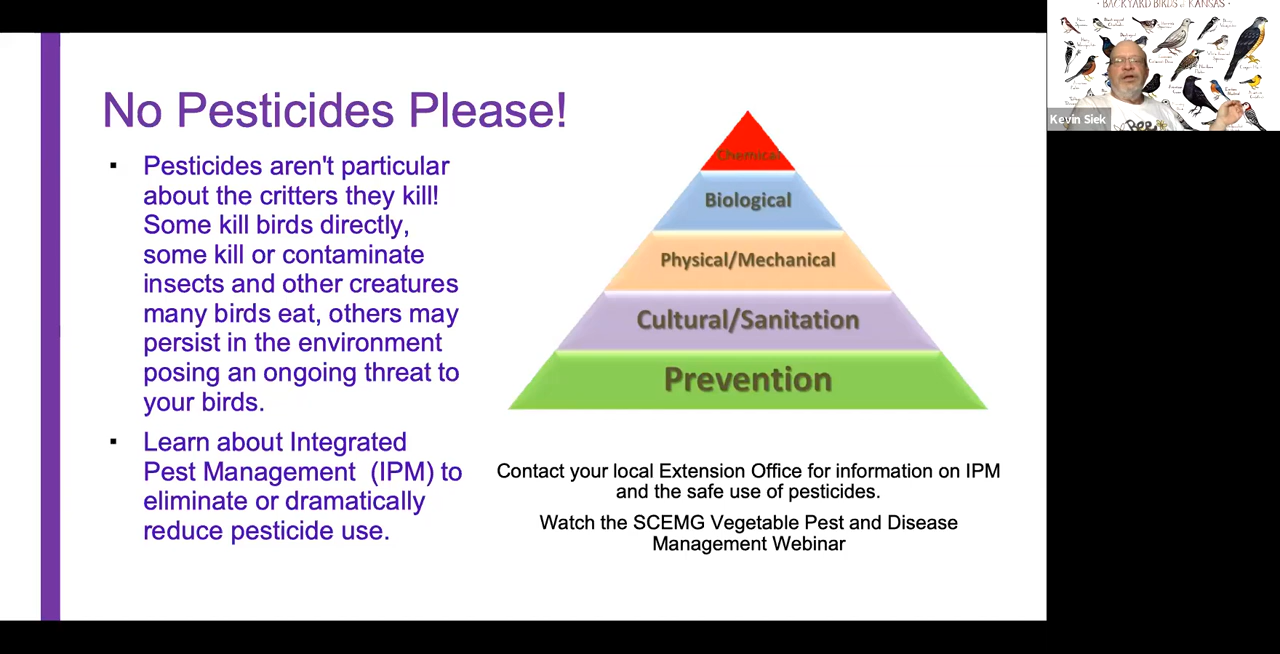 No Pesticides Please!
▪ Pesticides aren't particular
about the critters they kill!
Some kill birds directly,
some kill or contaminate
insects and other creatures
many birds eat, others may
persist in the environment
posing an ongoing threat to
your birds.
▪ Learn about Integrated
Pest Management (IPM) to
eliminate or dramatically
reduce pesticide use.
Chemical
Biological
Physical/Mechanical
Cultural/Sanitation
Prevention
Contact your local Extension Office for information on IPM
and the safe use of pesticides.
Watch the SCEMG Vegetable Pest and Disease
Management Webinar
BACKYARD BIRDS of KANSAS
Bee
Kevin Siek